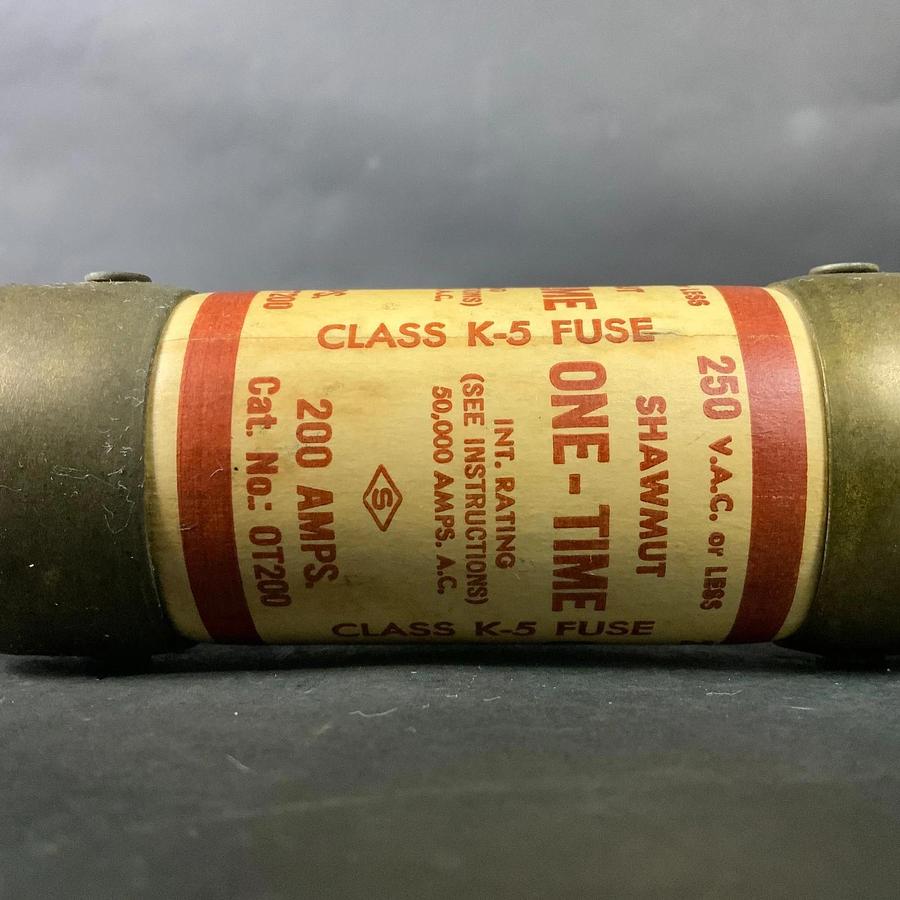 CLASS K-5 FUSE
250 V.A.C. or LESS
SHAWMUT
ONE-TIME
INT. RATING
(SEE INSTRUCTIONS)
50,000 AMPS. A.C.
S
200 AMPS.
Cat. No.: OT200
CLASS K-5 FUSE
LESS